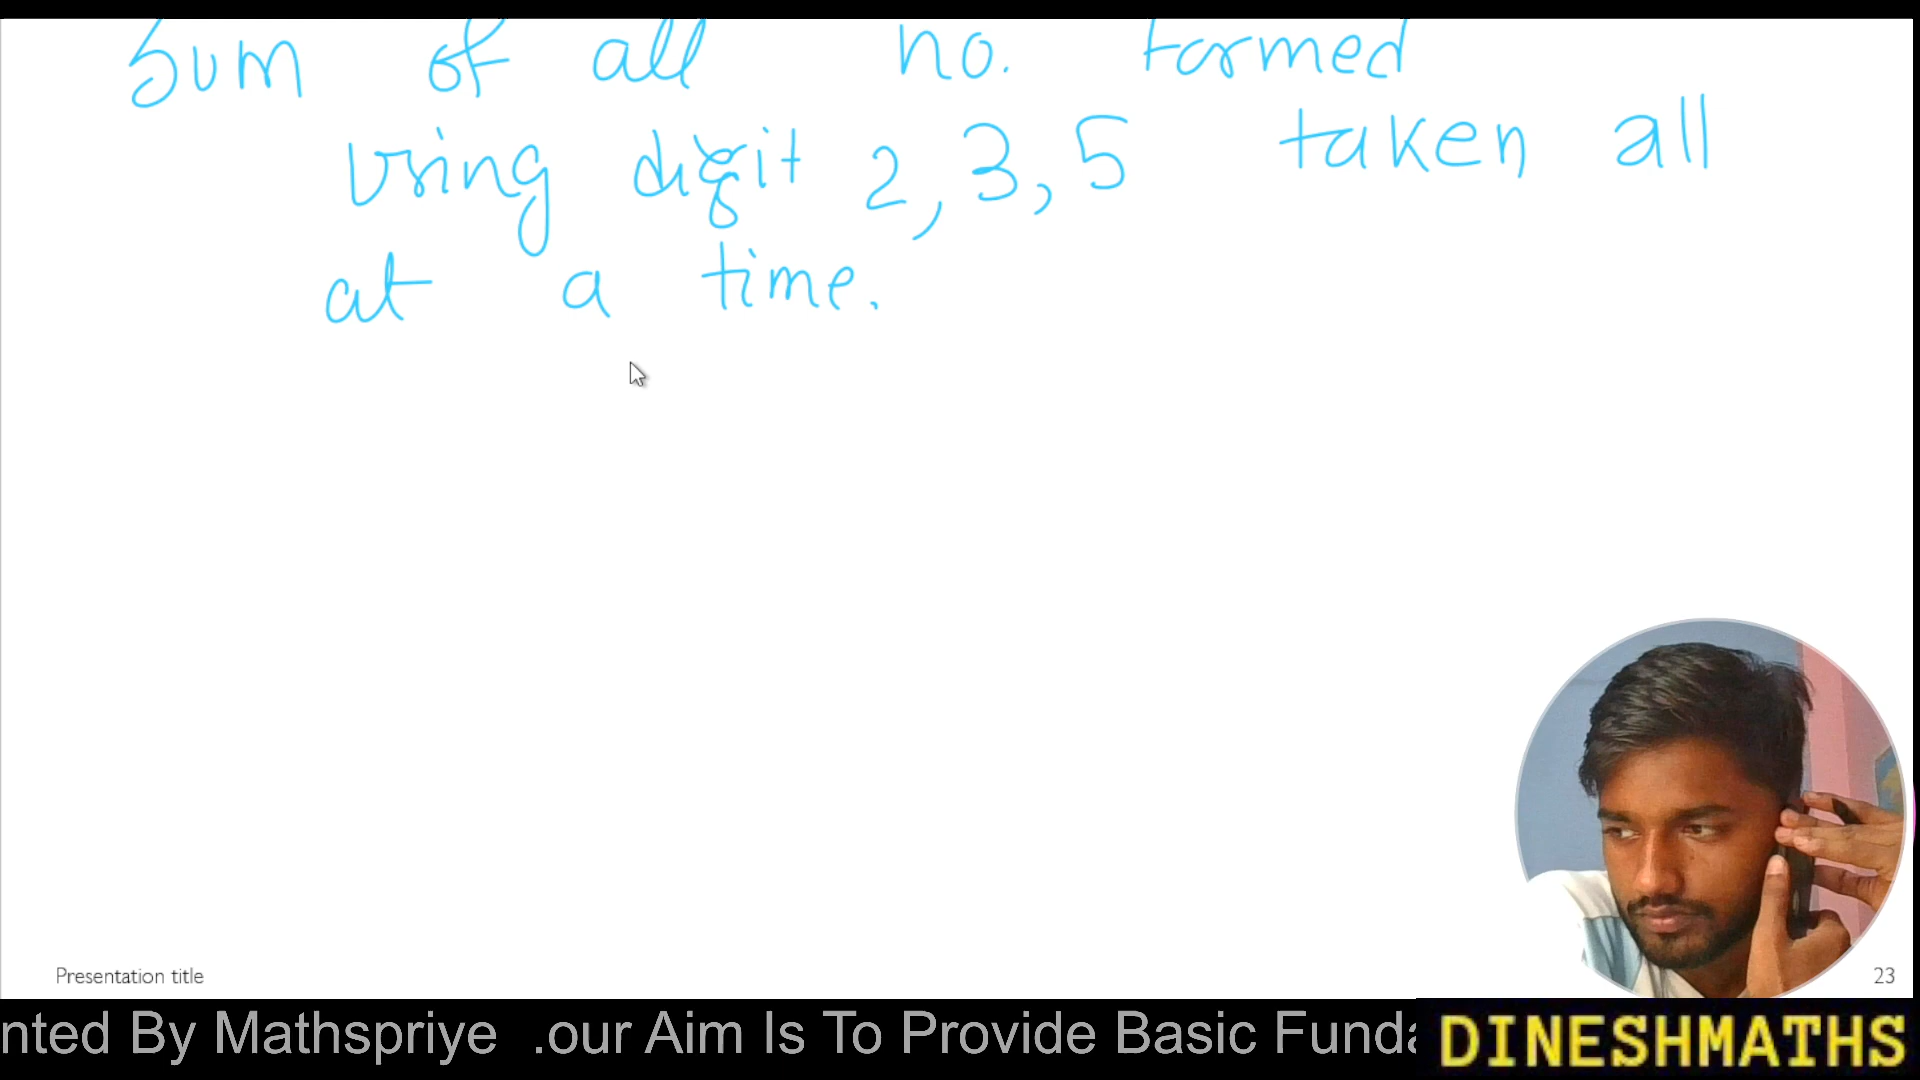 Sum of all no. formed
using digit 2, 3, 5 taken all
at a time.
Presentation title
23
nted By Mathspriye .our Aim Is To Provide Basic Funda
DINESHMATHS